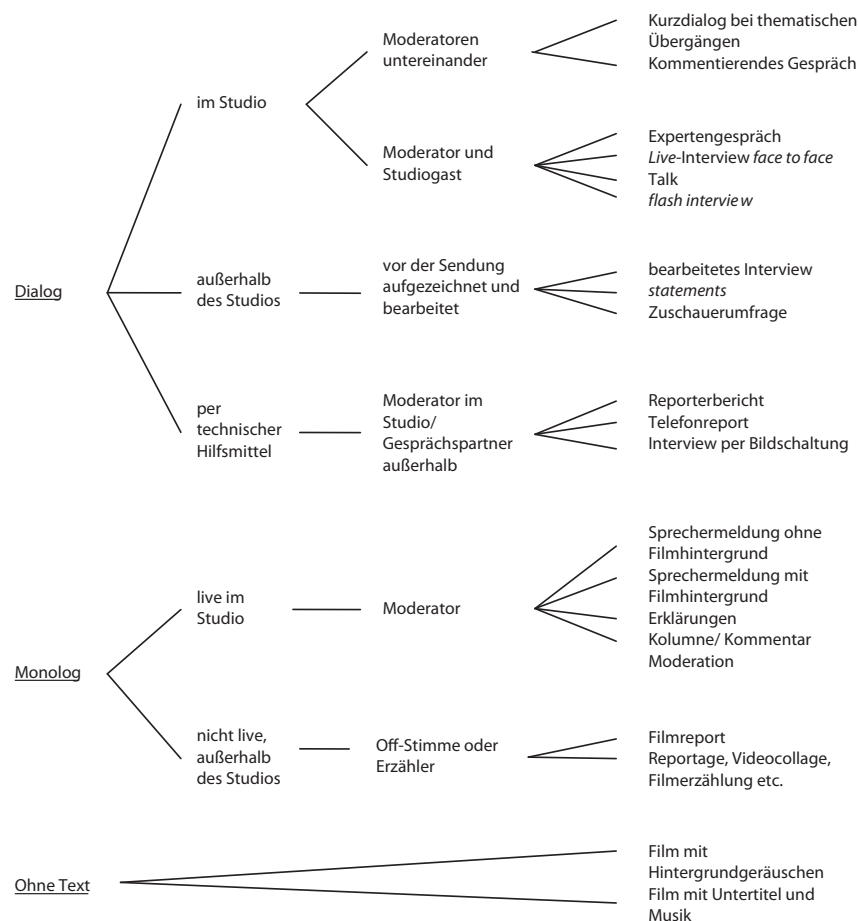 Kurzdialog bei thematischen
Übergängen
Kommentierendes Gespräch
Moderatoren
untereinander
im Studio
Moderator und
Studiogast
Expertengespräch
Live-Interview face to face
Talk
flash interview
Dialog
außerhalb
des Studios
vor der Sendung
aufgezeichnet und
bearbeitet
bearbeitetes Interview
statements
Zuschauerumfrage
per
technischer
Hilfsmittel
Moderator im
Studio/
Gesprächspartner
außerhalb
Reporterbericht
Telefonreport
Interview per Bildschaltung
Monolog
live im
Studio
Moderator
Sprechermeldung ohne
Filmhintergrund
Sprechermeldung mit
Filmhintergrund
Erklärungen
Kolumne/ Kommentar
Moderation
nicht live,
außerhalb
des Studios
Off-Stimme oder
Erzähler
Filmreport
Reportage, Videocollage,
Filmerzählung etc.
Ohne Text
Film mit
Hintergrundgeräuschen
Film mit Untertitel und
Musik